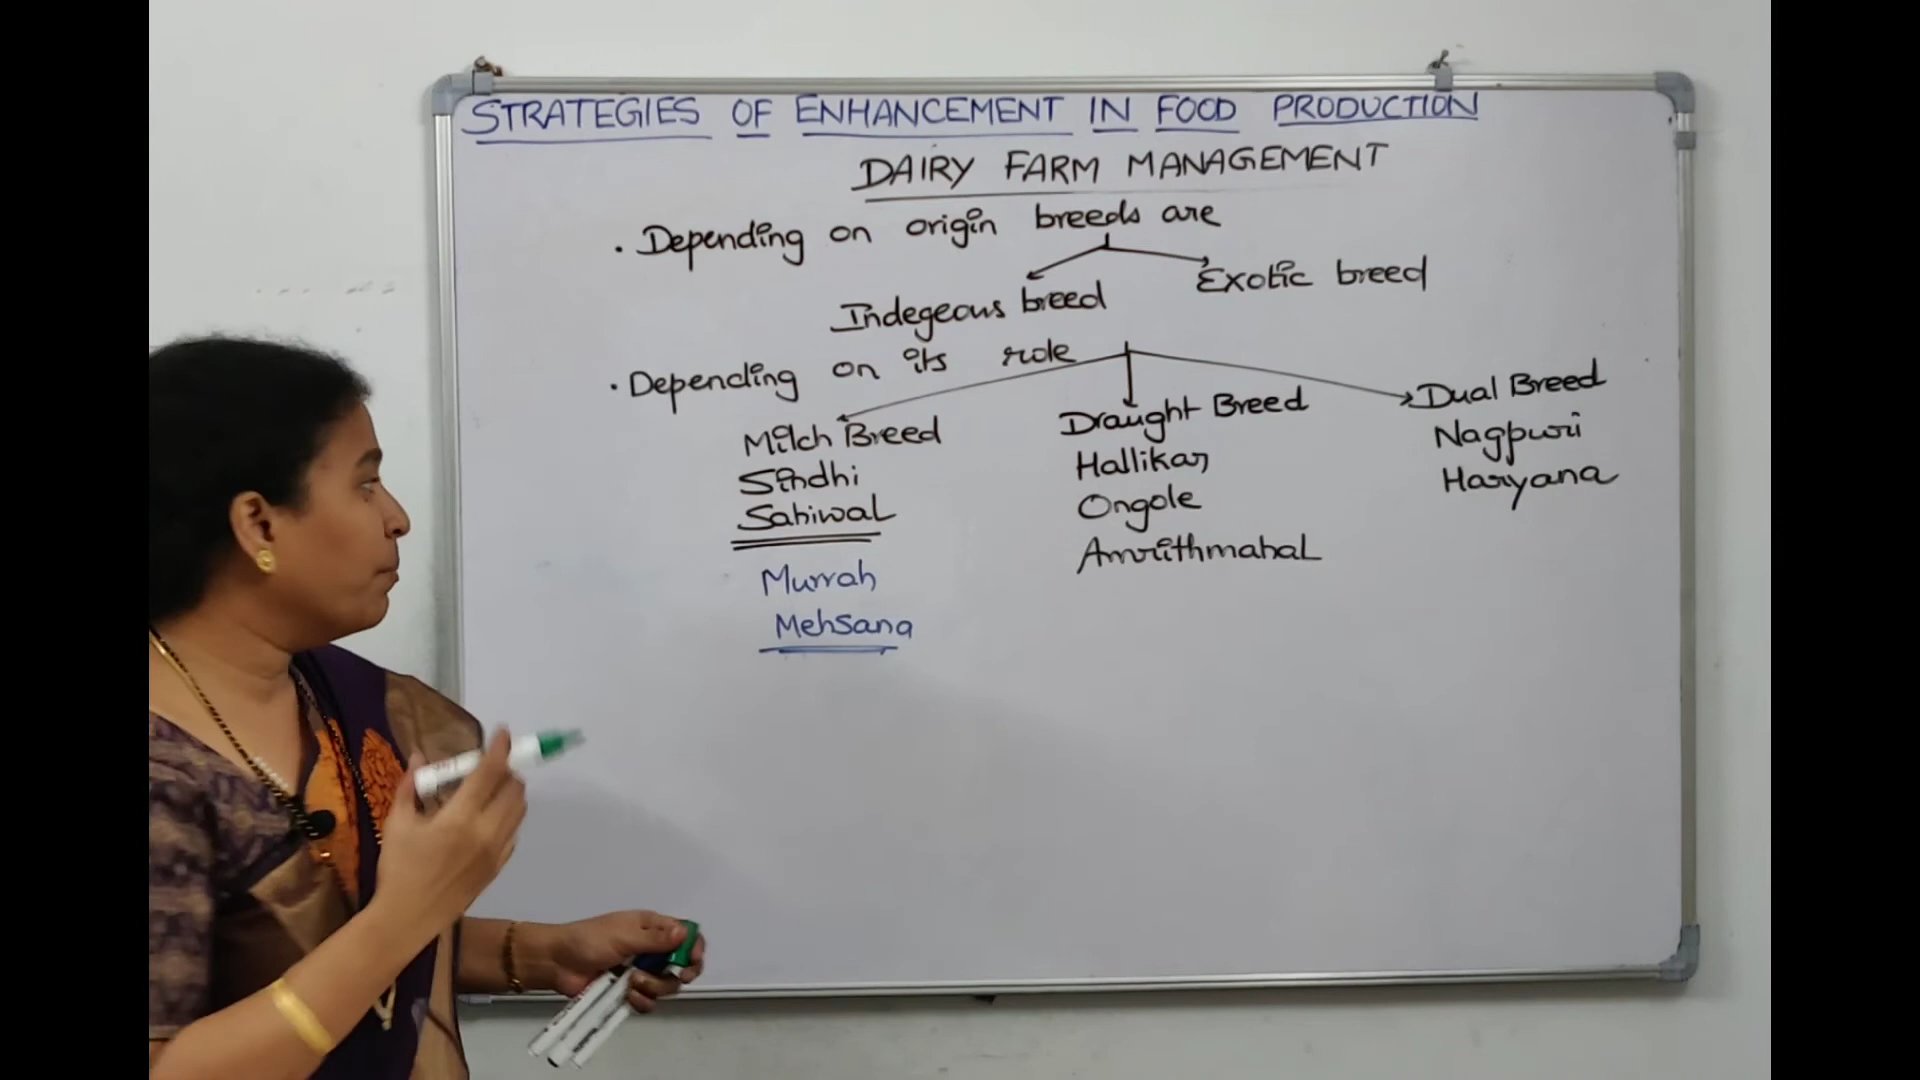 STRATEGIES OF ENHANCEMENT IN FOOD PRODUCTION
DAIRY FARM MANAGEMENT
. Depending on origin breeds are
Indegeous breed
Exotic breed
. Depending on its role
Milch Breed
Sindhi
Sahiwal
Murrah
Mehsana
Draught Breed
Hallikar
Ongole
Amrithmahal
Dual Breed
Nagpuri
Haryana